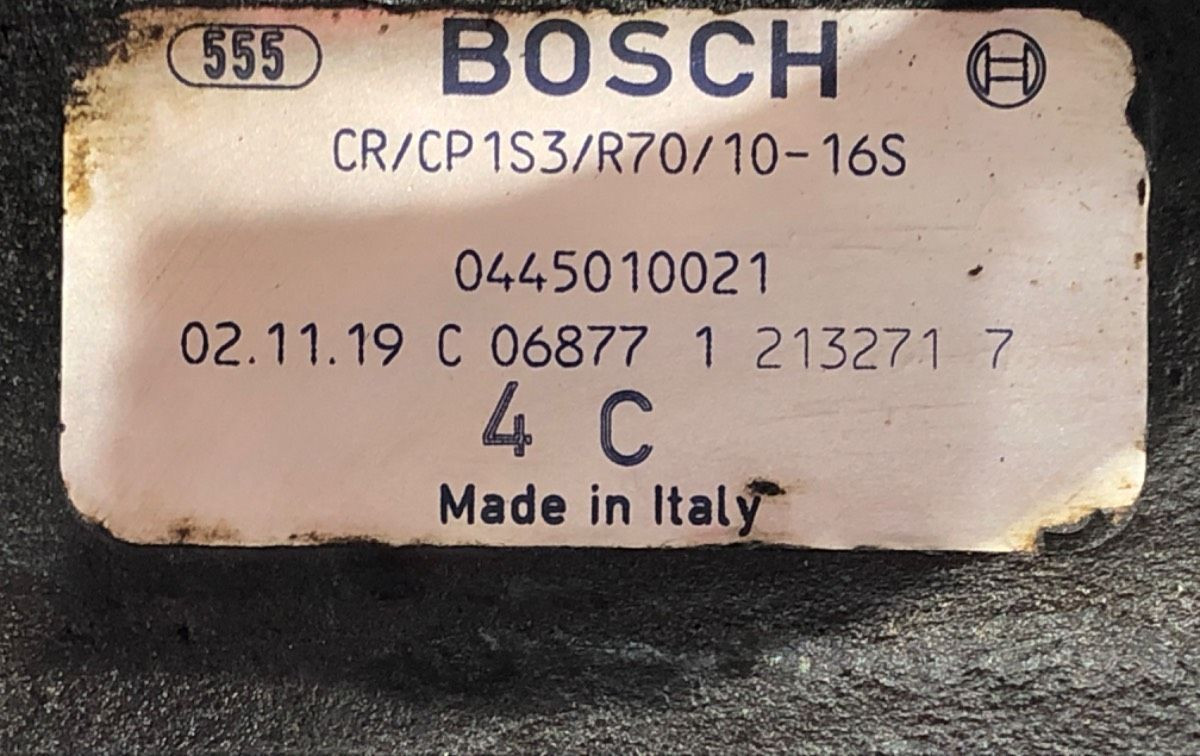 555 BOSCH
CR/CP1S3/R70/10-16S
0445010021
02.11.19 C 06877 1 213271 7
4 C
Made in Italy